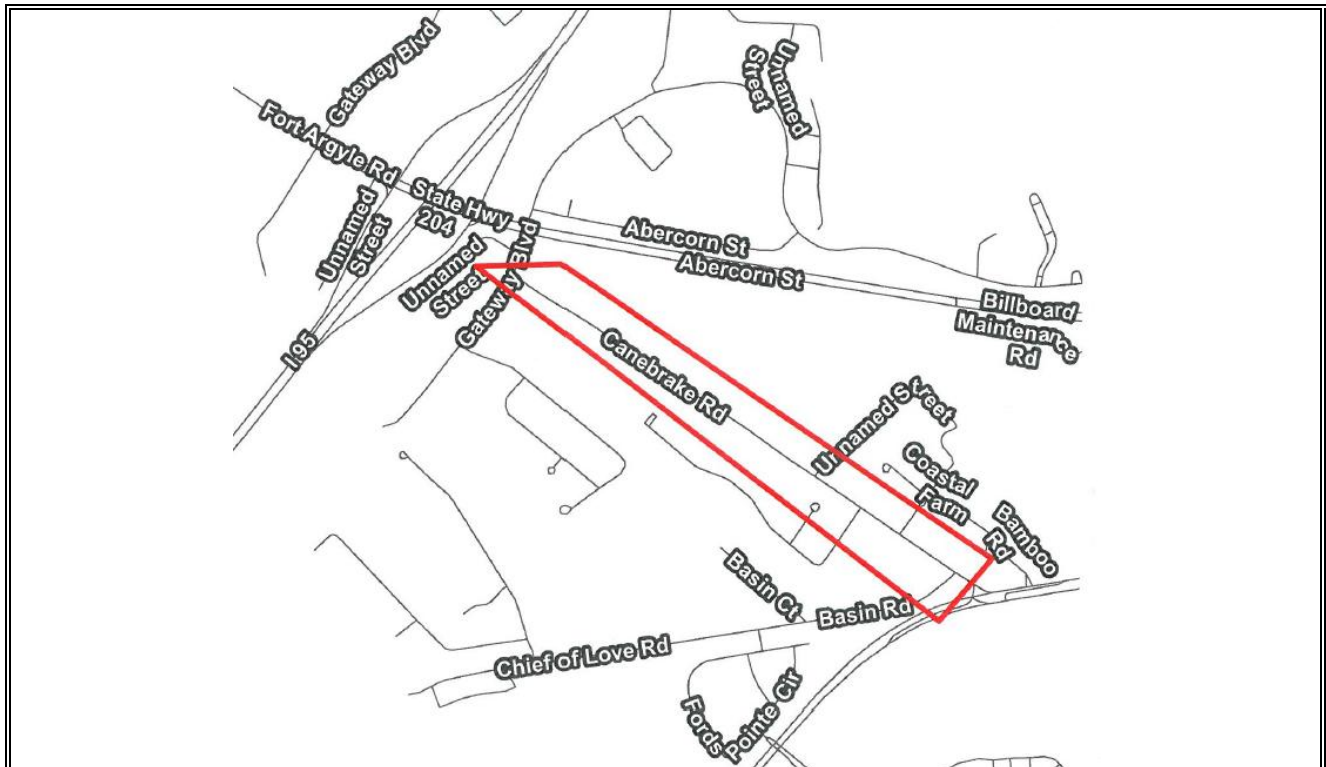 Gateway Blvd
Unnamed
Street
Fort Argyle Rd
State Hwy
204
Unnamed
Street
Abercorn St
Abercorn St
Unnamed
Street
Gateway Blvd
Billboard
Maintenance
Rd
I 95
Canebrake Rd
Unnamed Street
Coastal
Farm
Rd
Bamboo
Basin Ct
Basin Rd
Chief of Love Rd
Fords
Pointe Cir